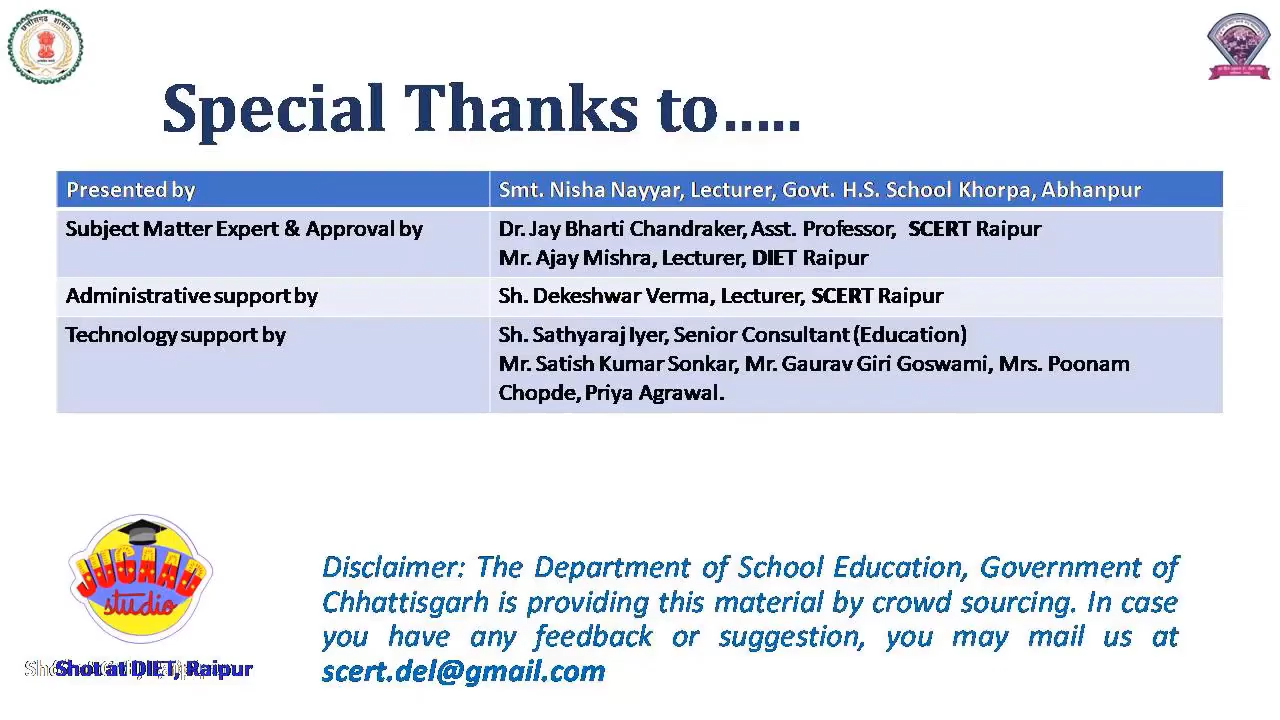 छत्तीसगढ़ शासन
Special Thanks to.....
Presented by
Smt. Nisha Nayyar, Lecturer, Govt. H.S. School Khorpa, Abhanpur
Subject Matter Expert & Approval by
Dr. Jay Bharti Chandraker, Asst. Professor, SCERT Raipur
Mr. Ajay Mishra, Lecturer, DIET Raipur
Administrative support by
Sh. Dekeshwar Verma, Lecturer, SCERT Raipur
Technology support by
Sh. Sathyaraj Iyer, Senior Consultant (Education)
Mr. Satish Kumar Sonkar, Mr. Gaurav Giri Goswami, Mrs. Poonam
Chopde, Priya Agrawal.
JUGAAD
studio
Shot at DIET, Raipur
Disclaimer: The Department of School Education, Government of
Chhattisgarh is providing this material by crowd sourcing. In case
you have any feedback or suggestion, you may mail us at
scert.del@gmail.com